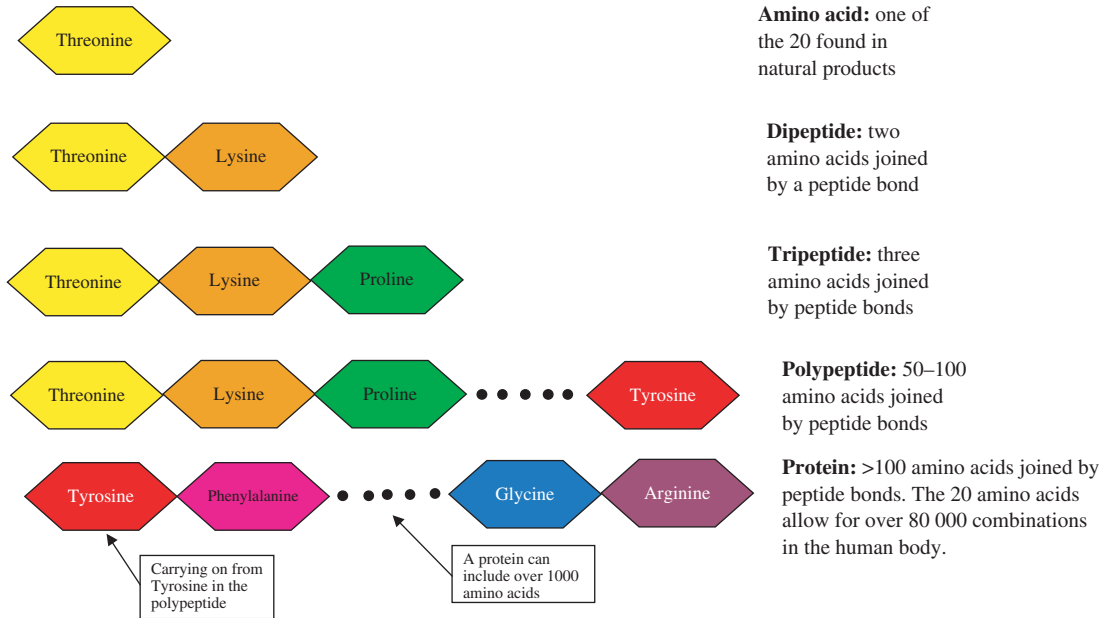 Threonine
Amino acid: one of
the 20 found in
natural products
Threonine
Lysine
Dipeptide: two
amino acids joined
by a peptide bond
Threonine
Lysine
Proline
Tripeptide: three
amino acids joined
by peptide bonds
Threonine
Lysine
Proline
Tyrosine
Polypeptide: 50–100
amino acids joined
by peptide bonds
Tyrosine
Phenylalanine
Glycine
Arginine
Protein: >100 amino acids joined by
peptide bonds. The 20 amino acids
allow for over 80 000 combinations
in the human body.
Carrying on from
Tyrosine in the
polypeptide
A protein can
include over 1000
amino acids